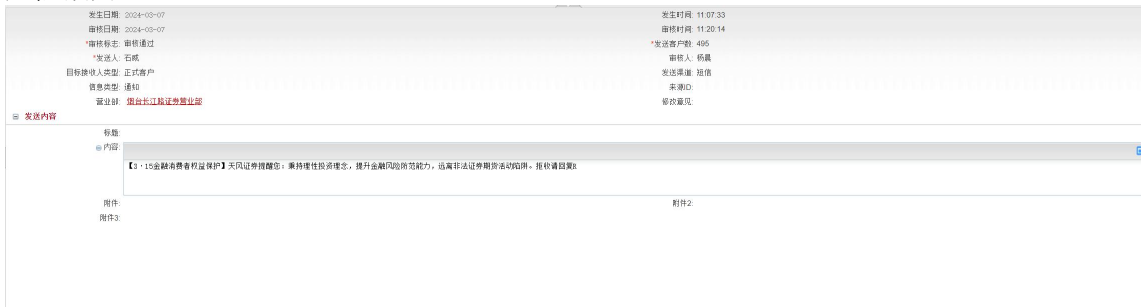 发生日期: 2024-03-07 发生时间: 11:07:33
审核日期: 2024-03-07 审核时间: 11:20:14
*审核标志: 审核通过 *发送客户数: 495
*发送人: 石威 审核人: 杨晨
目标接收人类型: 正式客户 发送渠道: 短信
信息类型: 通知 来源ID:
营业部: 烟台长江路证券营业部 修改意见:
发送内容
标题:
内容:
【3·15金融消费者权益保护】天风证券提醒您：秉持理性投资理念，提升金融风险防范能力，远离非法证券期货活动陷阱。拒收请回复R
附件: 附件2:
附件3: